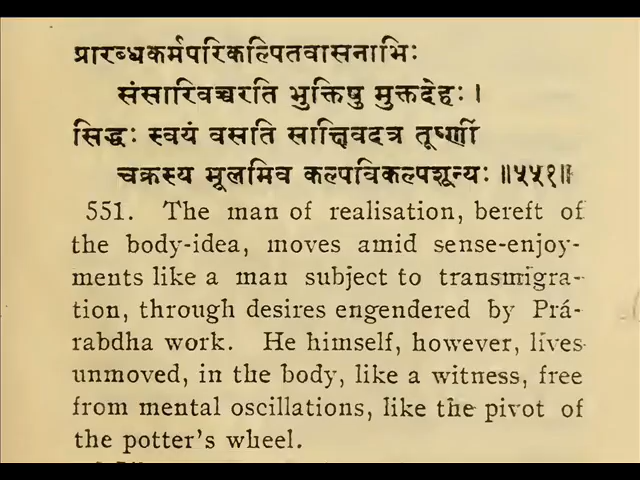 प्रारब्धकर्मपरिकल्पितवासनाभिः
संसारिवच्चरति भुक्तिषु मुक्तदेहः ।
सिद्धः स्वयं वसति साक्षिवदत्र तूष्णीं
चक्रस्य मूलमिव कल्पविकल्पशून्यः ॥५५१॥
551. The man of realisation, bereft of
the body-idea, moves amid sense-enjoy-
ments like a man subject to transmigra-
tion, through desires engendered by Prá-
rabdha work. He himself, however, lives
unmoved, in the body, like a witness, free
from mental oscillations, like the pivot of
the potter's wheel.